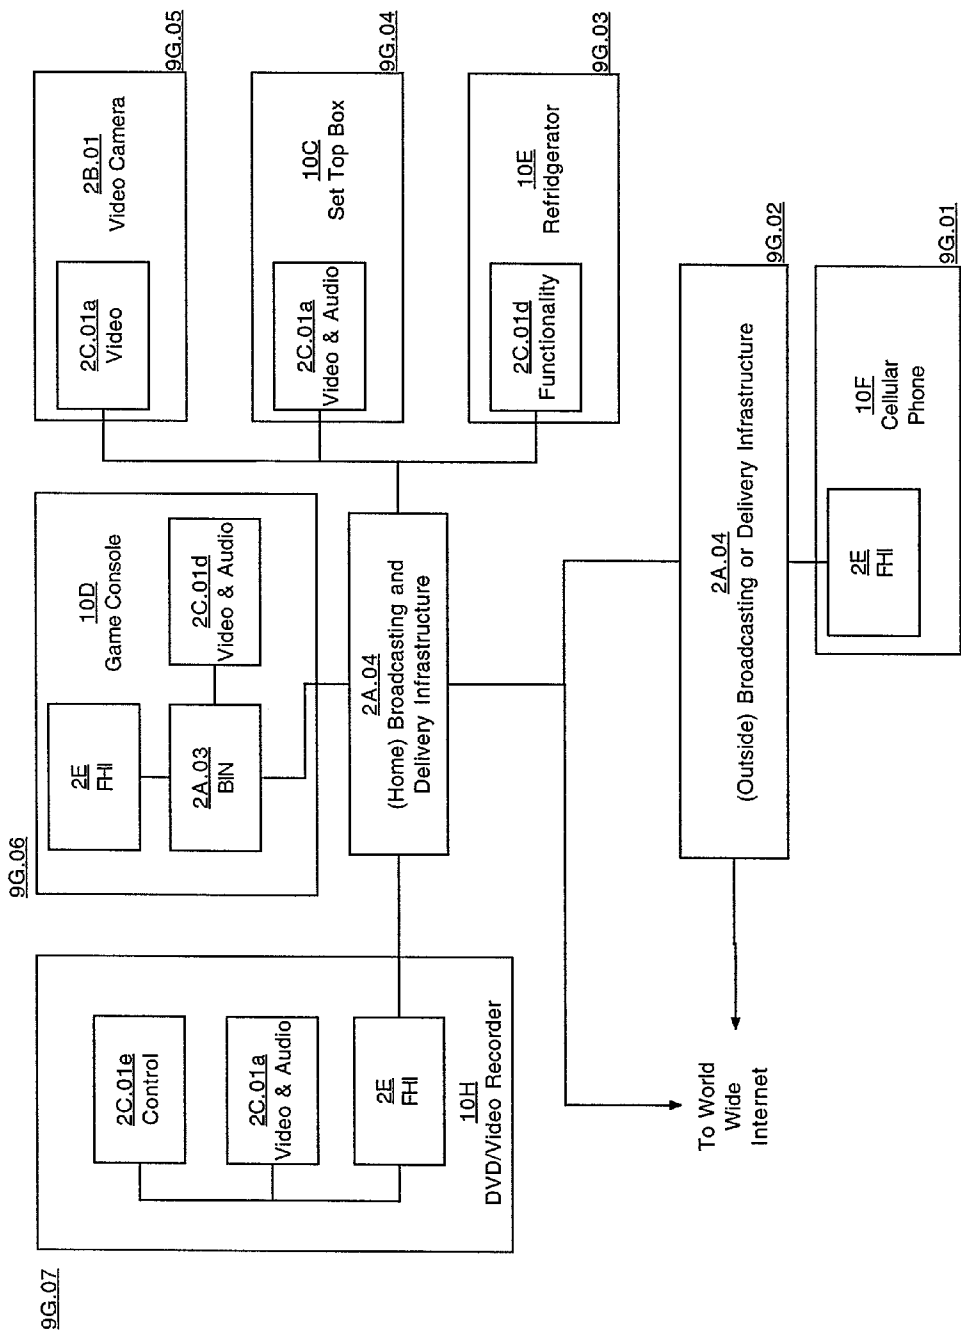 9G.07
2C.01e
Control
2C.01a
Video & Audio
2E
FHI
10H
DVD/Video Recorder
9G.06
2E
FHI
2A.03
BIN
10D
Game Console
2C.01d
Video & Audio
2A.04
(Home) Broadcasting and
Delivery Infrastructure
2C.01a
Video
2B.01
Video Camera
9G.05
2C.01a
Video & Audio
10C
Set Top Box
9G.04
2C.01d
Functionality
10E
Refridgerator
9G.03
To World
Wide
Internet
2A.04
(Outside) Broadcasting or Delivery Infrastructure
9G.02
2E
FHI
10F
Cellular
Phone
9G.01